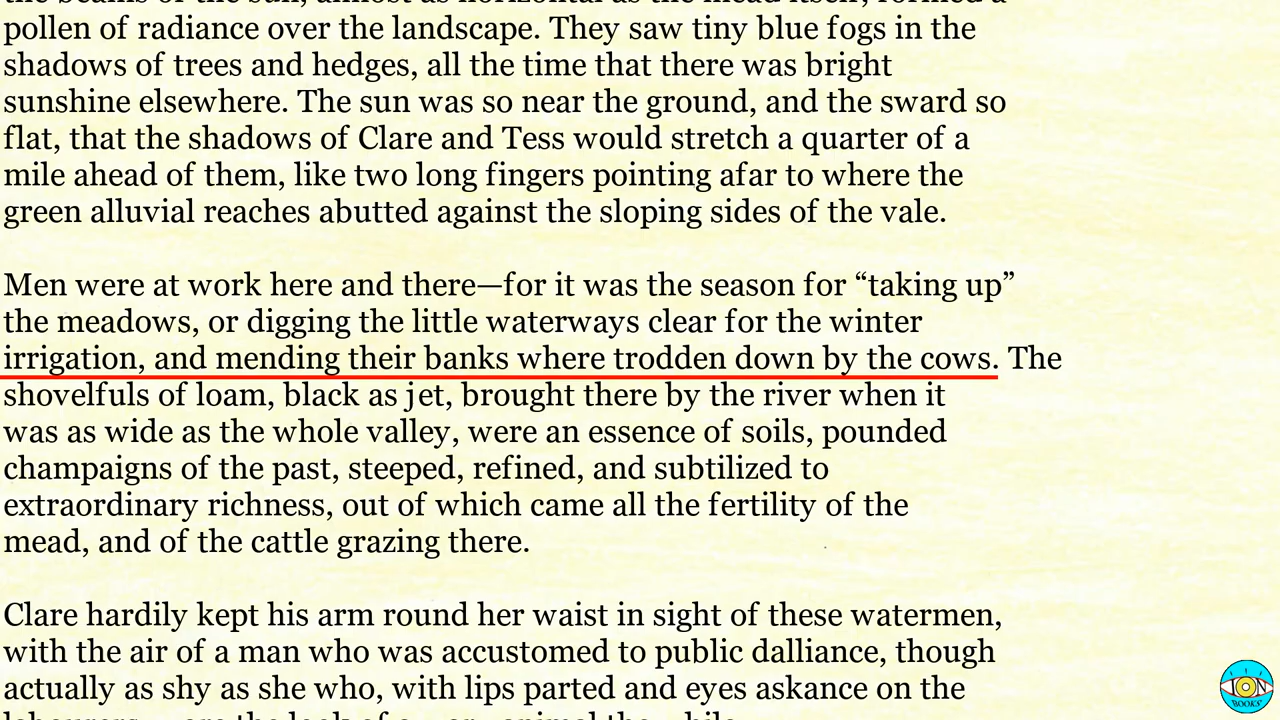 pollen of radiance over the landscape. They saw tiny blue fogs in the
shadows of trees and hedges, all the time that there was bright
sunshine elsewhere. The sun was so near the ground, and the sward so
flat, that the shadows of Clare and Tess would stretch a quarter of a
mile ahead of them, like two long fingers pointing afar to where the
green alluvial reaches abutted against the sloping sides of the vale.
Men were at work here and there—for it was the season for “taking up”
the meadows, or digging the little waterways clear for the winter
irrigation, and mending their banks where trodden down by the cows. The
shovelfuls of loam, black as jet, brought there by the river when it
was as wide as the whole valley, were an essence of soils, pounded
champaigns of the past, steeped, refined, and subtilized to
extraordinary richness, out of which came all the fertility of the
mead, and of the cattle grazing there.
Clare hardily kept his arm round her waist in sight of these watermen,
with the air of a man who was accustomed to public dalliance, though
actually as shy as she who, with lips parted and eyes askance on the
ION
BOOKS